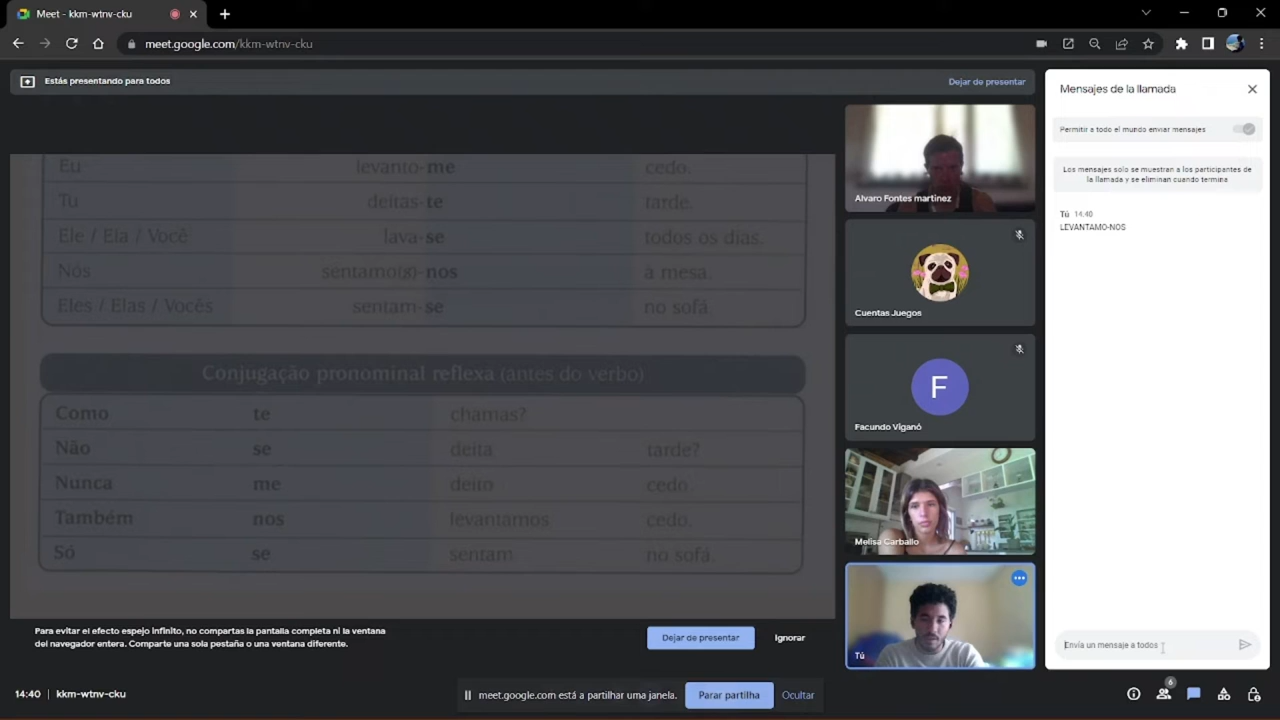 Meet - kkm-wtnv-cku
meet.google.com/kkm-wtnv-cku
Estás presentando para todos
Dejar de presentar
Eu levanto-me cedo.
Tu deitas-te tarde.
Ele / Ela / Você lava-se todos os dias.
Nós sentamo(s)-nos à mesa.
Eles / Elas / Vocês sentam-se no sofá.
Conjugação pronominal reflexa (antes do verbo)
Como te chamas?
Não se deita tarde?
Nunca me deito cedo.
Também nos levantamos cedo.
Só se sentam no sofá.
Para evitar el efecto espejo infinito, no compartas la pantalla completa ni la ventana
del navegador entera. Comparte una sola pestaña o una ventana diferente.
Dejar de presentar
Ignorar
Alvaro Fontes martinez
Cuentas Juegos
F
Facundo Viganó
Melisa Carballo
Tú
Mensajes de la llamada
Permitir a todo el mundo enviar mensajes
Los mensajes solo se muestran a los participantes de
la llamada y se eliminan cuando termina
Tú 14:40
LEVANTAMO-NOS
Envía un mensaje a todos
14:40 | kkm-wtnv-cku
meet.google.com está a partilhar uma janela.
Parar partilha
Ocultar
6